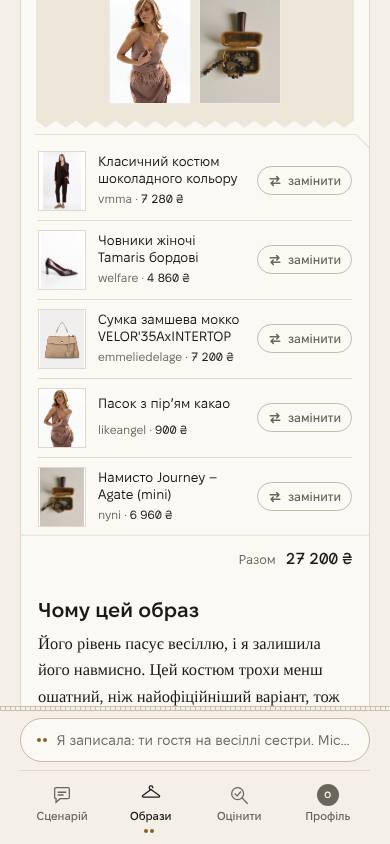 Класичний костюм
шоколадного кольору
vmma · 7 280 ₴
замінити
Човники жіночі
Tamaris бордові
welfare · 4 860 ₴
замінити
Сумка замшева мокко
VELOR'35AxINTERTOP
emmeliedelage · 7 200 ₴
замінити
Пасок з пір’ям какао
likeangel · 900 ₴
замінити
Намисто Journey –
Agate (mini)
nyni · 6 960 ₴
замінити
Разом 27 200 ₴
Чому цей образ
Його рівень пасує весіллю, і я залишила
його навмисно. Цей костюм трохи менш
ошатний, ніж найофіційніший варіант, тож
Я записала: ти гостя на весіллі сестри. Міс...
Сценарій
Образи
Оцінити
О
Профіль